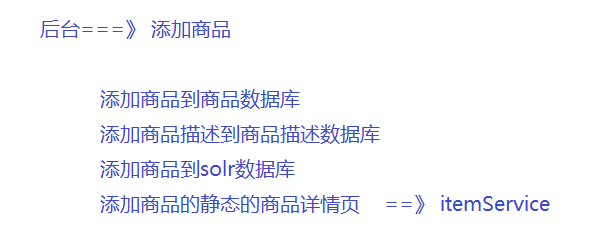 后台===》 添加商品
添加商品到商品数据库
添加商品描述到商品描述数据库
添加商品到solr数据库
添加商品的静态的商品详情页 ==》 itemService